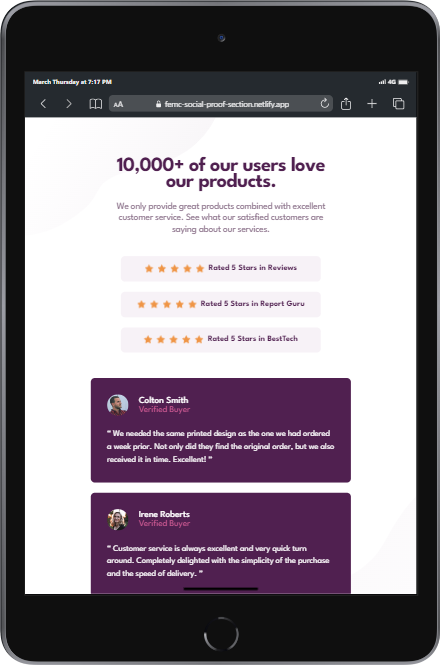 March Thursday at 7:17 PM
4G
AA
femc-social-proof-section.netlify.app
10,000+ of our users love
our products.
We only provide great products combined with excellent
customer service. See what our satisfied customers are
saying about our services.
Rated 5 Stars in Reviews
Rated 5 Stars in Report Guru
Rated 5 Stars in BestTech
Colton Smith
Verified Buyer
" We needed the same printed design as the one we had ordered
a week prior. Not only did they find the original order, but we also
received it in time. Excellent! "
Irene Roberts
Verified Buyer
" Customer service is always excellent and very quick turn
around. Completely delighted with the simplicity of the purchase
and the speed of delivery. "